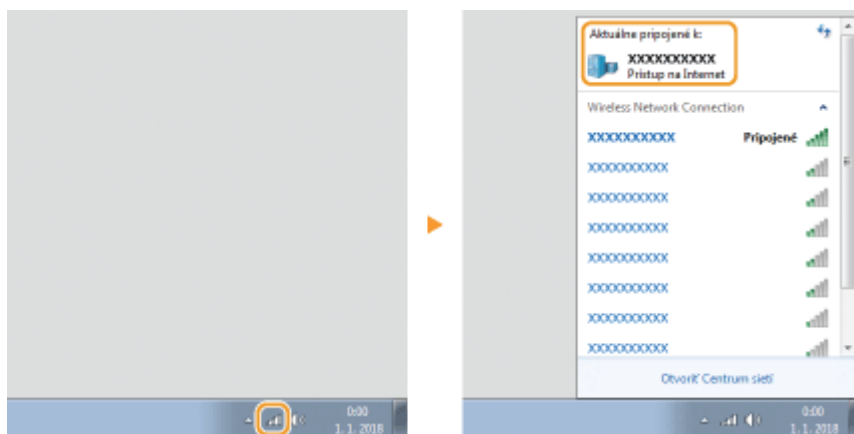 0:00
1. 1. 2018
Aktuálne pripojené k:
XXXXXXXXXX
Prístup na Internet
Wireless Network Connection
XXXXXXXXXX Pripojené
XXXXXXXXXX
XXXXXXXXXX
XXXXXXXXXX
XXXXXXXXXX
XXXXXXXXXX
XXXXXXXXXX
XXXXXXXXXX
Otvoriť Centrum sietí
0:00
1. 1. 2018